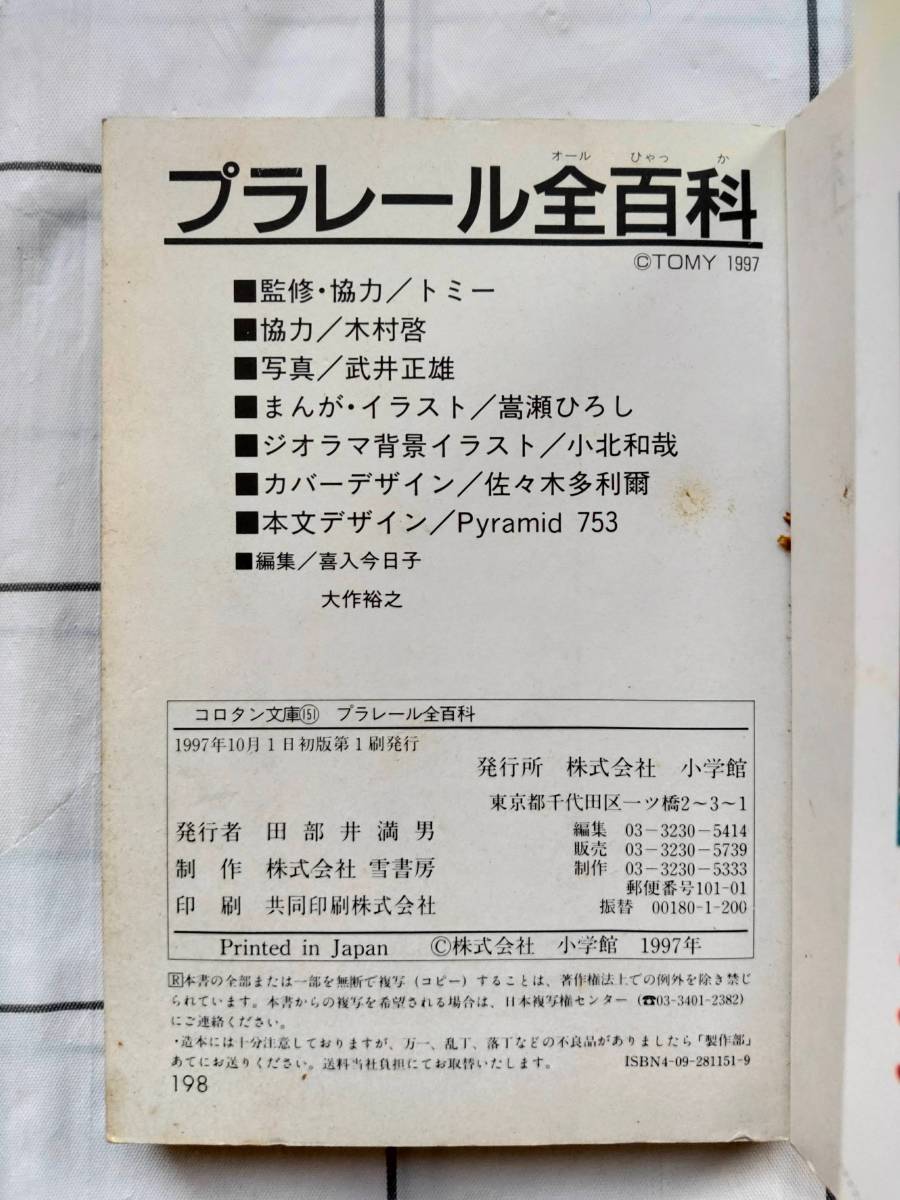 オール ひゃっ か
プラレール全百科
©TOMY 1997
■監修・協力／トミー
■協力／木村啓
■写真／武井正雄
■まんが・イラスト／嵩瀬ひろし
■ジオラマ背景イラスト／小北和哉
■カバーデザイン／佐々木多利爾
■本文デザイン／Pyramid 753
■編集／喜入今日子
大作裕之
コロタン文庫(151) プラレール全百科
1997年10月1日初版第1刷発行
発行所 株式会社 小学館
東京都千代田区一ツ橋2〜3〜1
発行者 田部井満男
編集 03−3230−5414
販売 03−3230−5739
制作 株式会社 雪書房
制作 03−3230−5333
郵便番号101-01
印刷 共同印刷株式会社
振替 00180-1-200
Printed in Japan ©株式会社 小学館 1997年
Ⓡ本書の全部または一部を無断で複写（コピー）することは、著作権法上での例外を除き禁じ
られています。本書からの複写を希望される場合は、日本複写権センター（☎03-3401-2382）
にご連絡ください。
・造本には十分注意しておりますが、万一、乱丁、落丁などの不良品がありましたら「製作部」
あてにお送りください。送料当社負担にてお取替いたします。 ISBN4-09-281151-9
198